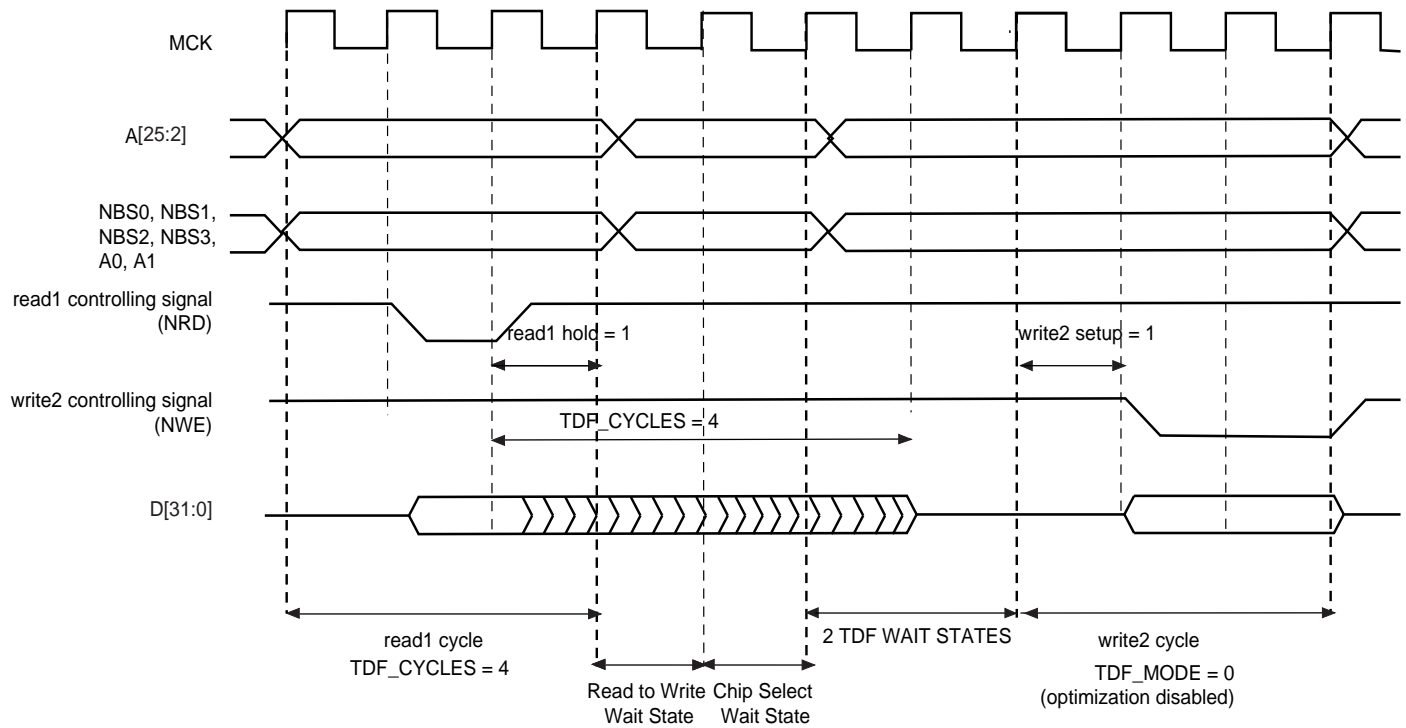 MCK
A[25:2]
NBS0, NBS1,
NBS2, NBS3,
A0, A1
read1 controlling signal
(NRD)
read1 hold = 1
write2 setup = 1
write2 controlling signal
(NWE)
TDF_CYCLES = 4
D[31:0]
read1 cycle
TDF_CYCLES = 4
2 TDF WAIT STATES
write2 cycle
TDF_MODE = 0
(optimization disabled)
Read to Write
Wait State
Chip Select
Wait State